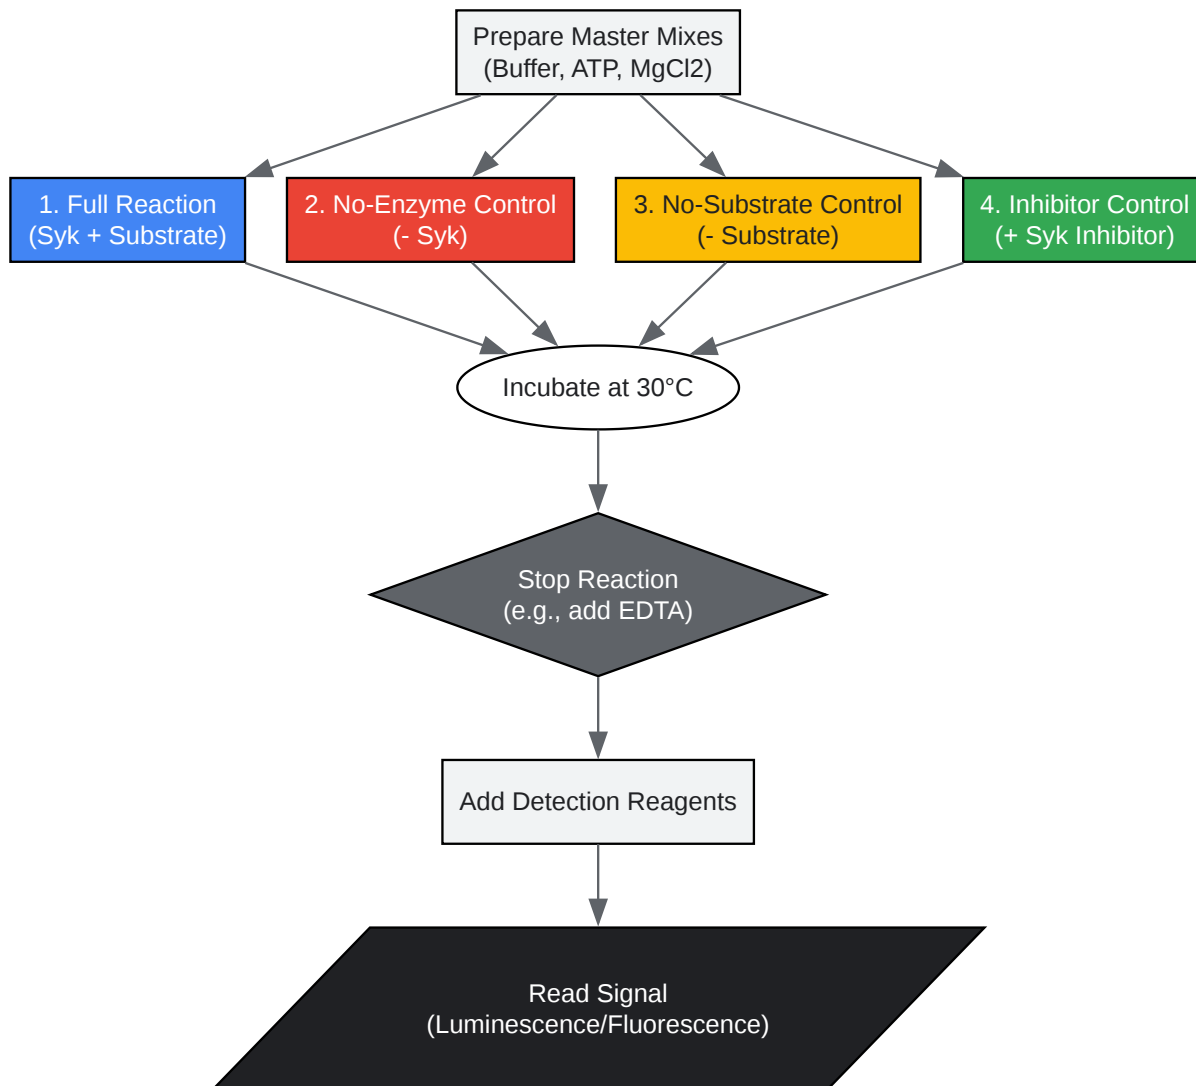 Prepare Master Mixes
(Buffer, ATP, MgCl2)
1. Full Reaction
(Syk + Substrate)
2. No-Enzyme Control
(- Syk)
3. No-Substrate Control
(- Substrate)
4. Inhibitor Control
(+ Syk Inhibitor)
Incubate at 30°C
Stop Reaction
(e.g., add EDTA)
Add Detection Reagents
Read Signal
(Luminescence/Fluorescence)